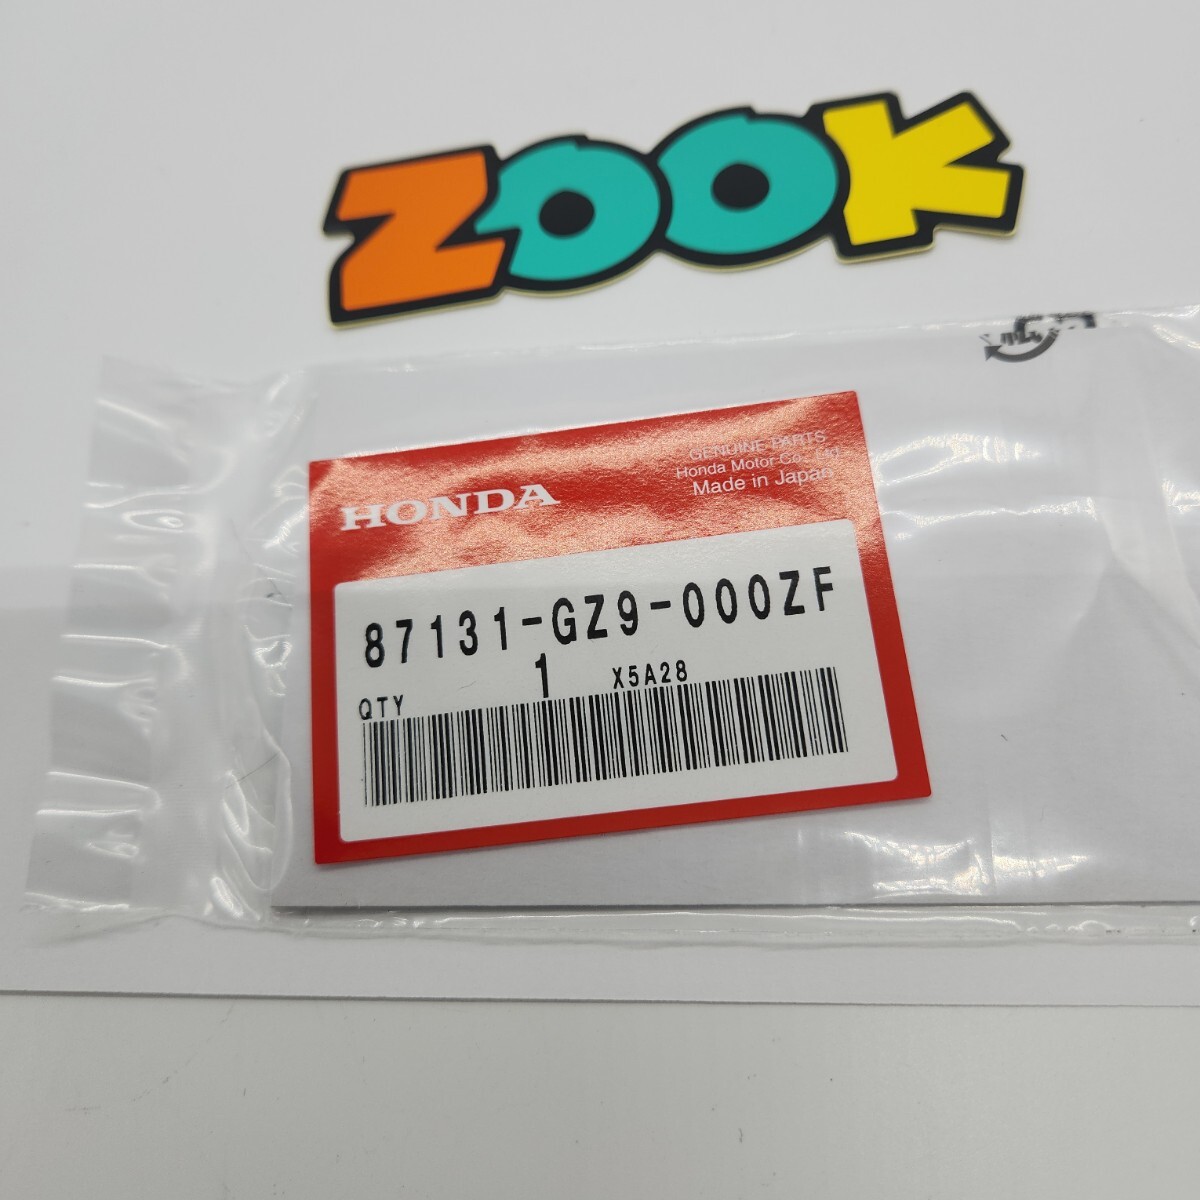 ZOOK
HONDA
GENUINE PARTS
Honda Motor Co., Ltd.
Made in Japan
87131-GZ9-000ZF
QTY 1 X5A28